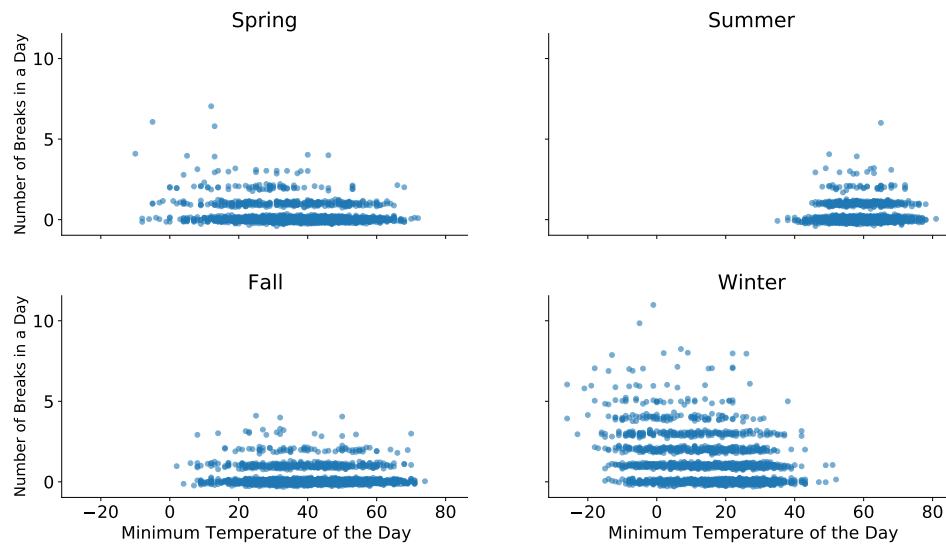 Spring
Summer
Number of Breaks in a Day
10
5
0
Fall
Winter
Number of Breaks in a Day
10
5
0
−20 0 20 40 60 80
−20 0 20 40 60 80
Minimum Temperature of the Day
Minimum Temperature of the Day